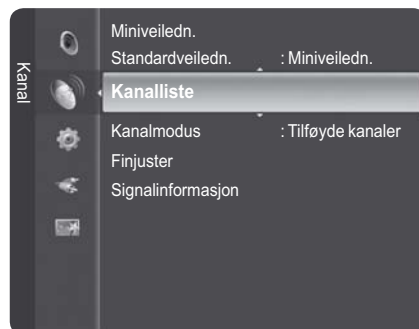 Kanal
Miniveiledn.
Standardveiledn. : Miniveiledn.
Kanalliste
Kanalmodus : Tilføyde kanaler
Finjuster
Signalinformasjon